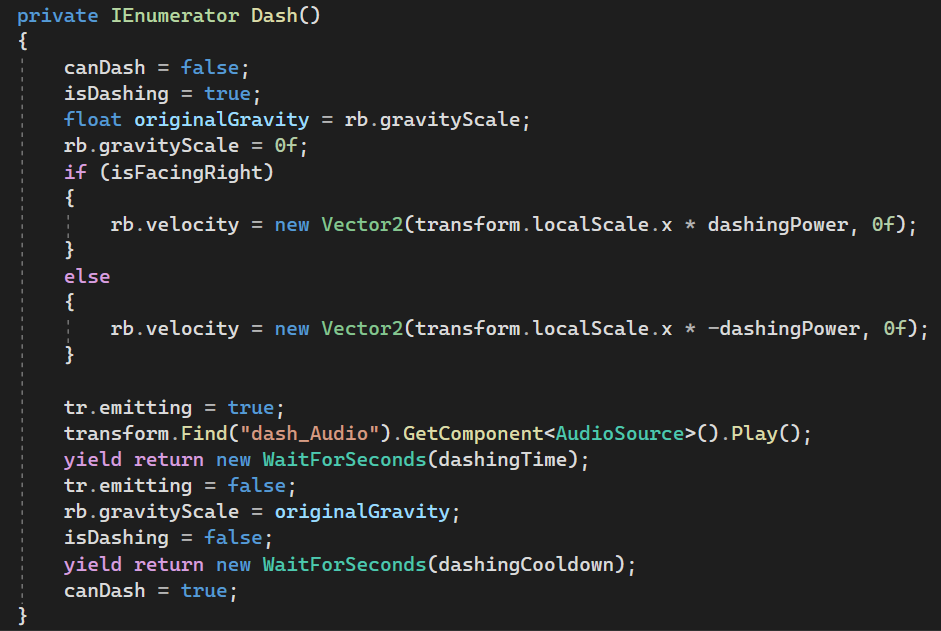 private IEnumerator Dash()
{
    canDash = false;
    isDashing = true;
    float originalGravity = rb.gravityScale;
    rb.gravityScale = 0f;
    if (isFacingRight)
    {
        rb.velocity = new Vector2(transform.localScale.x * dashingPower, 0f);
    }
    else
    {
        rb.velocity = new Vector2(transform.localScale.x * -dashingPower, 0f);
    }

    tr.emitting = true;
    transform.Find("dash_Audio").GetComponent<AudioSource>().Play();
    yield return new WaitForSeconds(dashingTime);
    tr.emitting = false;
    rb.gravityScale = originalGravity;
    isDashing = false;
    yield return new WaitForSeconds(dashingCooldown);
    canDash = true;
}